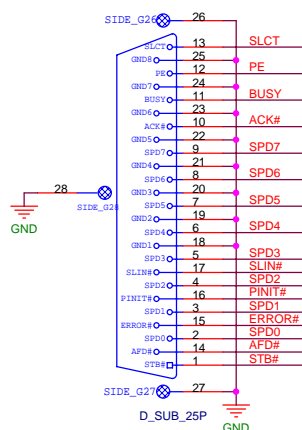 SIDE_G26 26
SLCT 13 SLCT
GND8 25
PE 12 PE
GND7 24
BUSY 11 BUSY
GND6 23
ACK# 10 ACK#
GND5 22
SPD7 9 SPD7
GND4 21
SPD6 8 SPD6
28 GND3 20
SIDE_G28 SPD5 7 SPD5
GND2 19
GND SPD4 6 SPD4
GND1 18
SPD3 5 SPD3
SLIN# 17 SLIN#
SPD2 4 SPD2
PINIT# 16 PINIT#
SPD1 3 SPD1
ERROR# 15 ERROR#
SPD0 2 SPD0
AFD# 14 AFD#
STB# 1 STB#
SIDE_G27 27
D_SUB_25P
GND